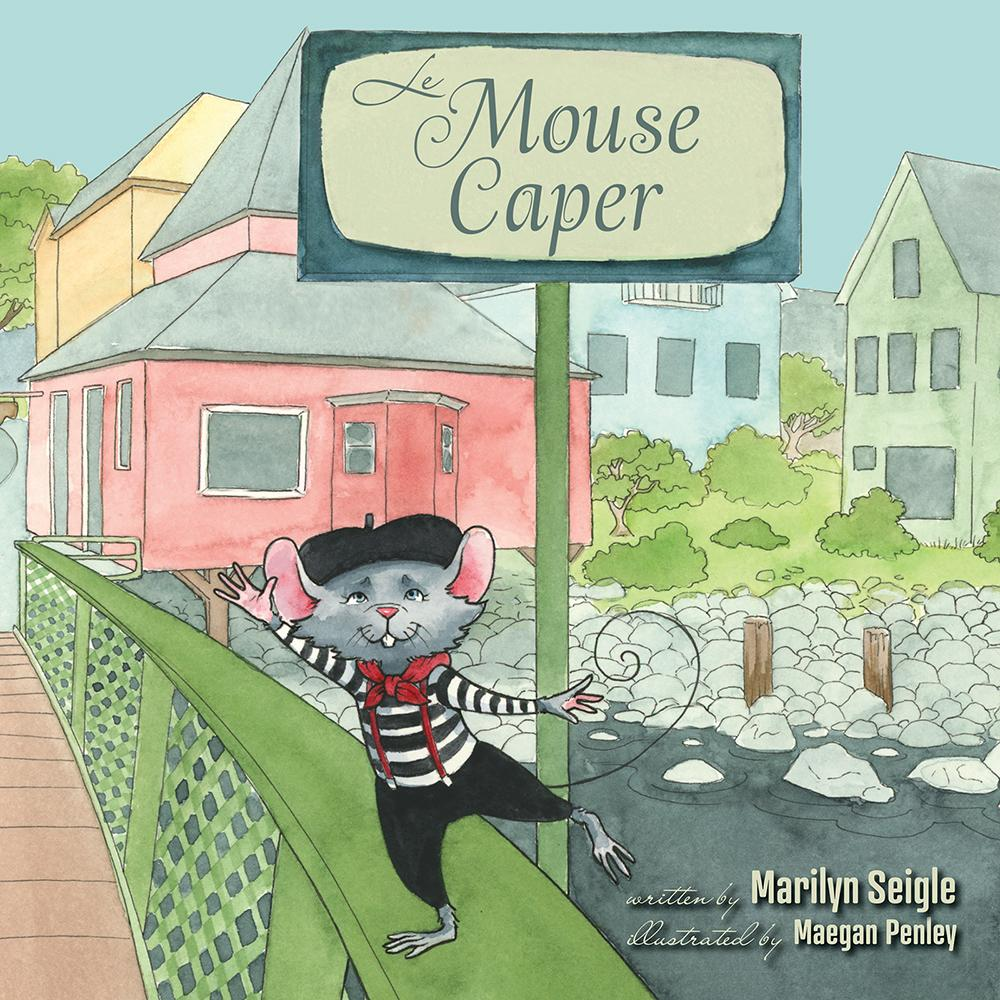 Le
Mouse
Caper
written by Marilyn Seigle
illustrated by Maegan Penley